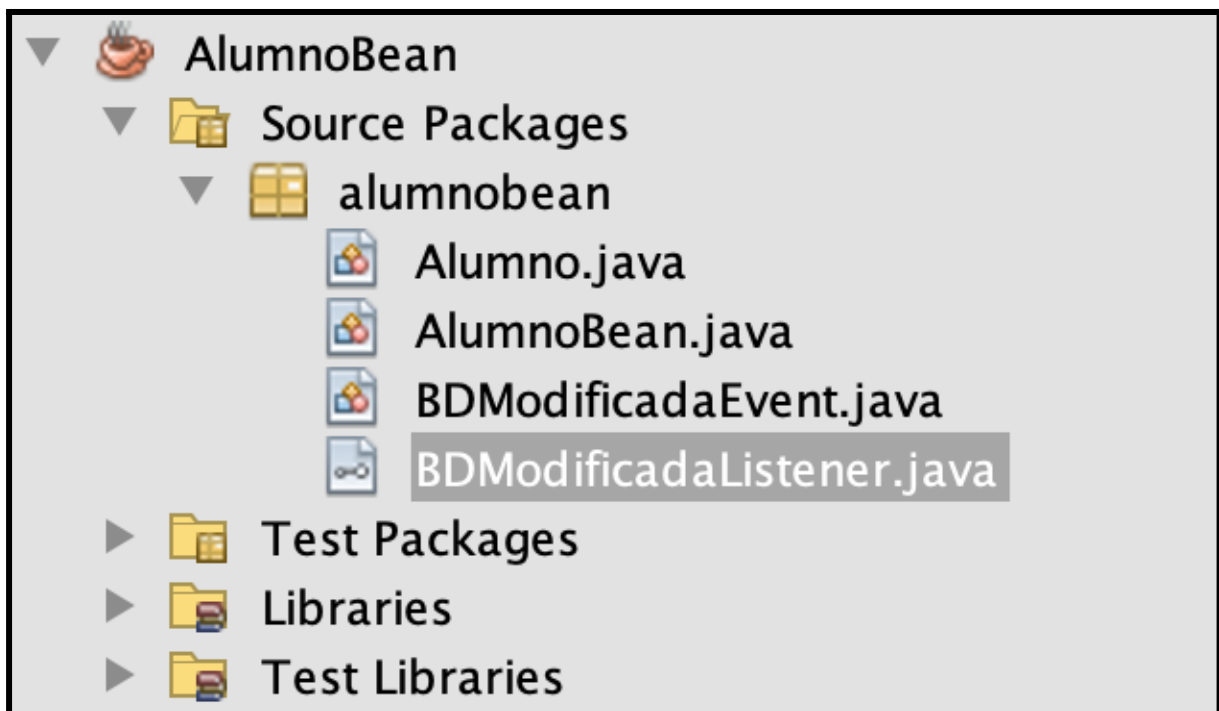 AlumnoBean
Source Packages
alumnobean
Alumno.java
AlumnoBean.java
BDModificadaEvent.java
BDModificadaListener.java
Test Packages
Libraries
Test Libraries